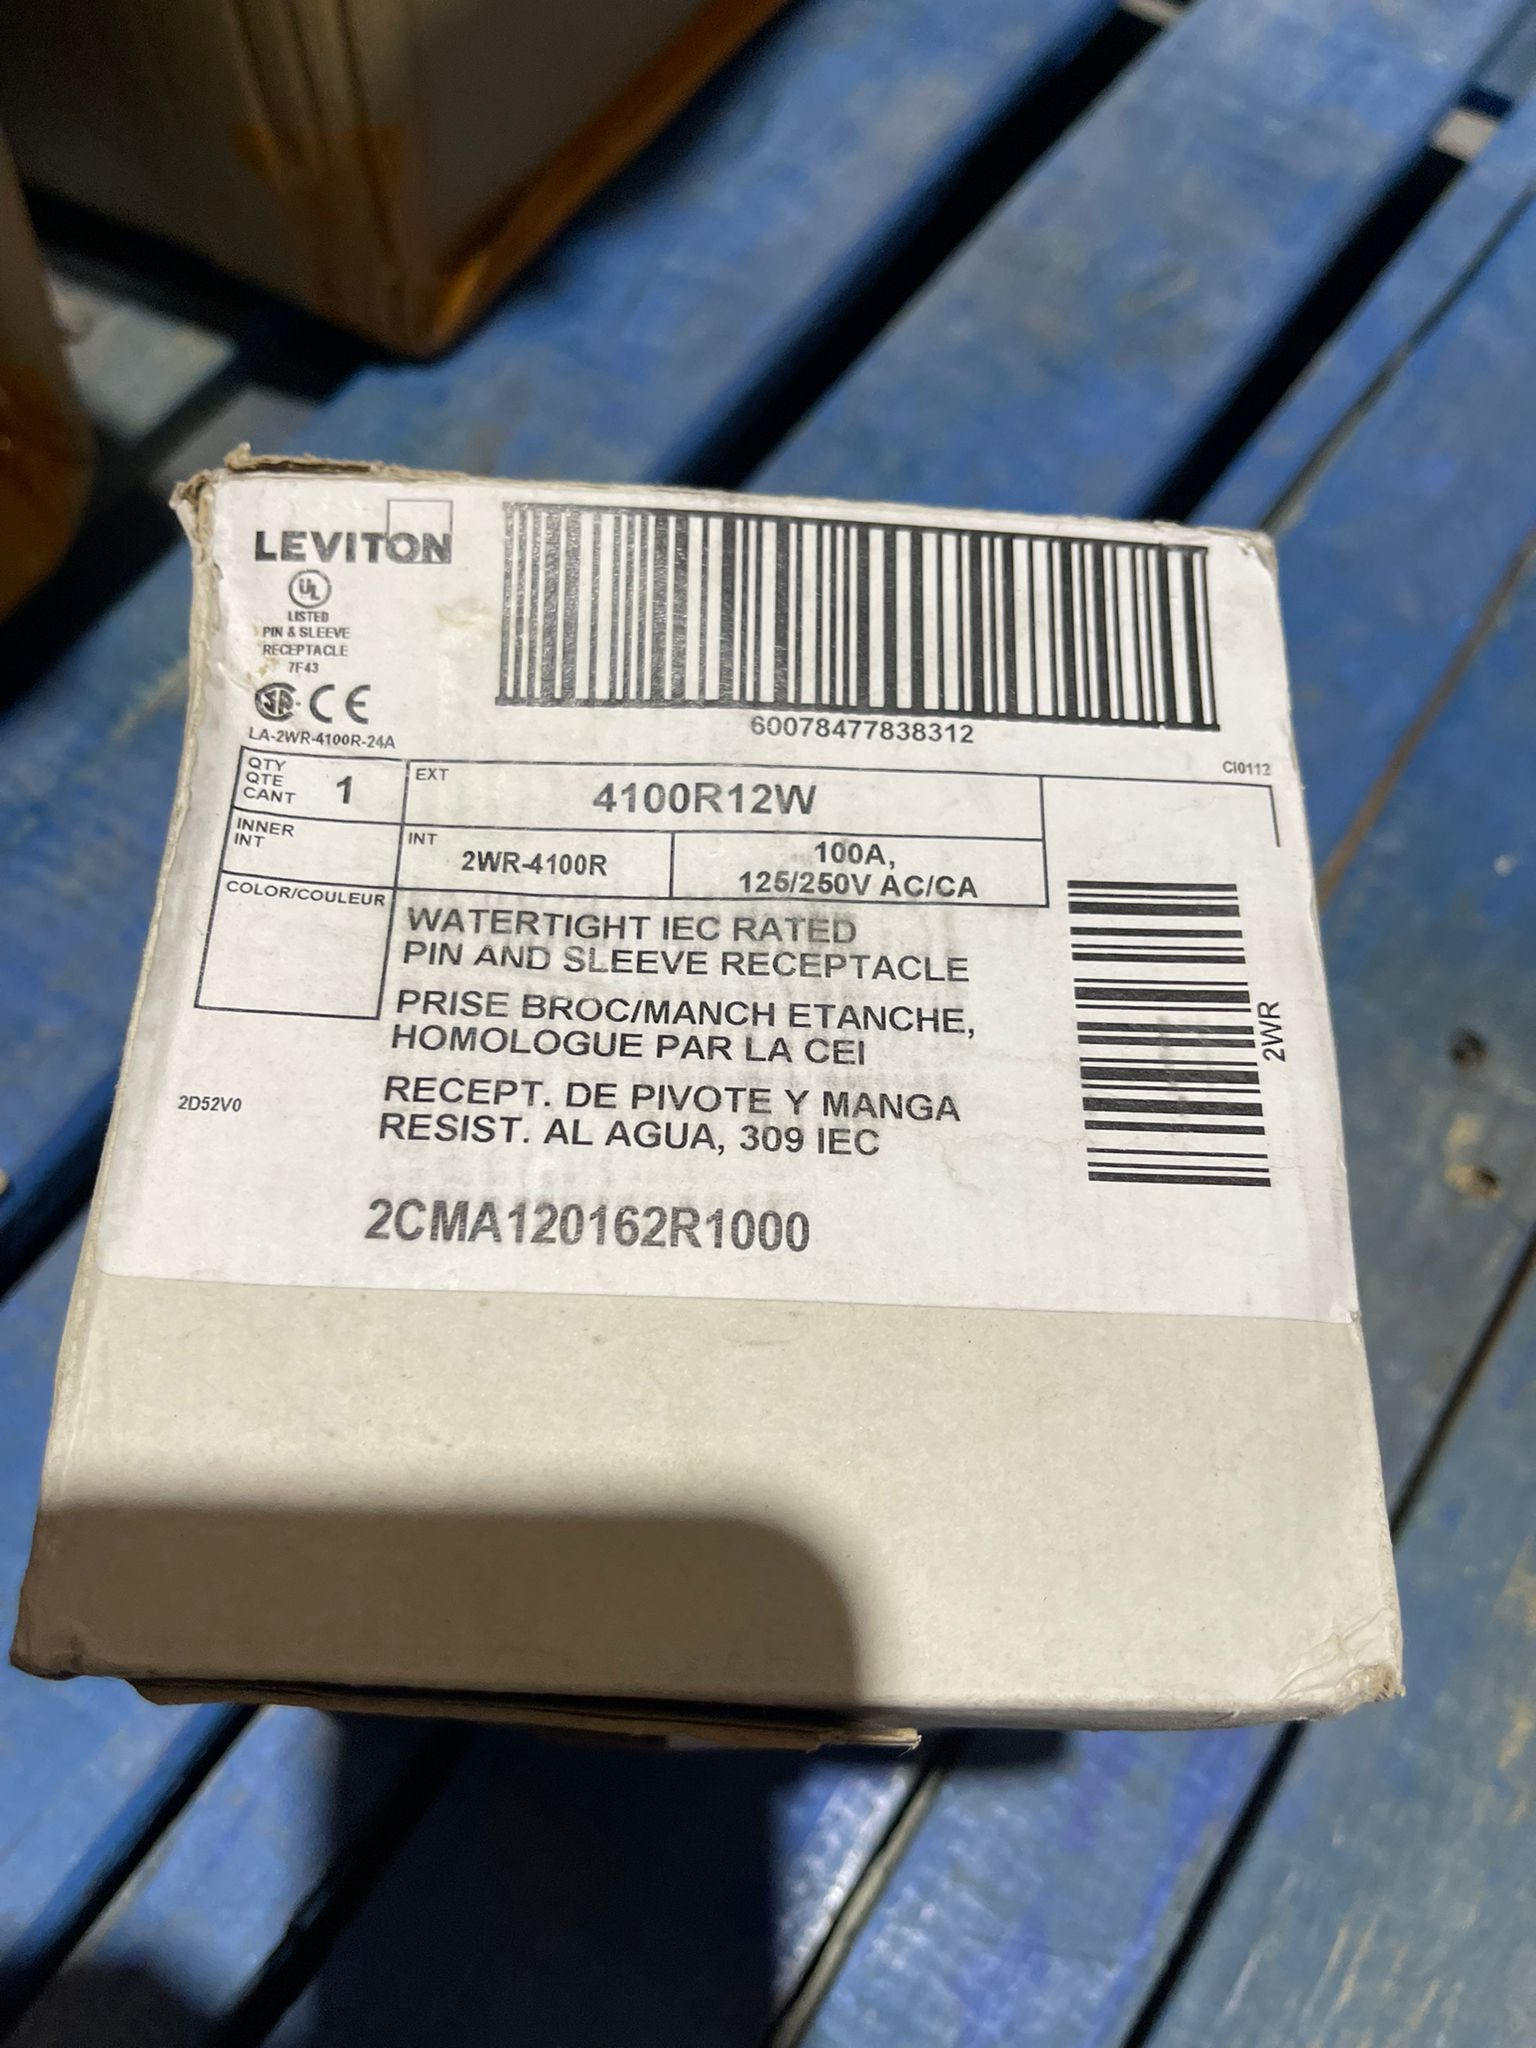 LEVITON
UL
LISTED
PIN & SLEEVE
RECEPTACLE
7F43
CE
LA-2WR-4100R-24A
60078477838312
CI0112
QTY
QTE
CANT
1
EXT
4100R12W
INNER
INT
INT
2WR-4100R
100A,
125/250V AC/CA
COLOR/COULEUR
WATERTIGHT IEC RATED
PIN AND SLEEVE RECEPTACLE
PRISE BROC/MANCH ETANCHE,
HOMOLOGUE PAR LA CEI
RECEPT. DE PIVOTE Y MANGA
RESIST. AL AGUA, 309 IEC
2WR
2D52V0
2CMA120162R1000